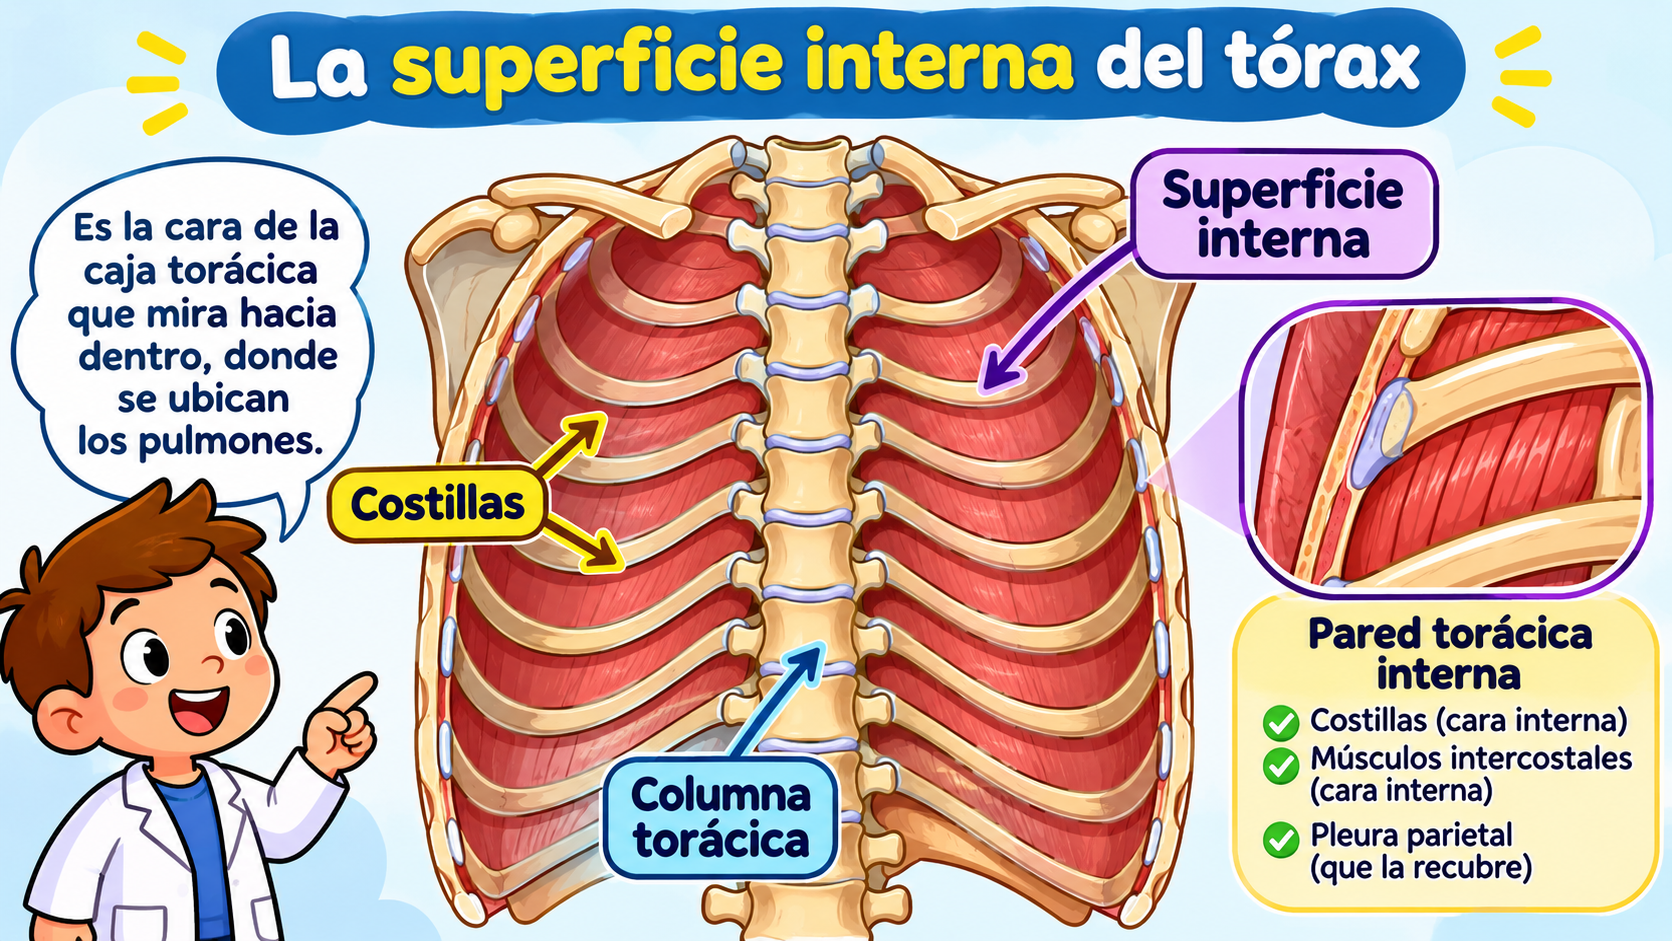 La superficie interna del tórax
Es la cara de la
caja torácica
que mira hacia
dentro, donde
se ubican
los pulmones.
Superficie
interna
Costillas
Columna
torácica
Pared torácica
interna
Costillas (cara interna)
Músculos intercostales
(cara interna)
Pleura parietal
(que la recubre)